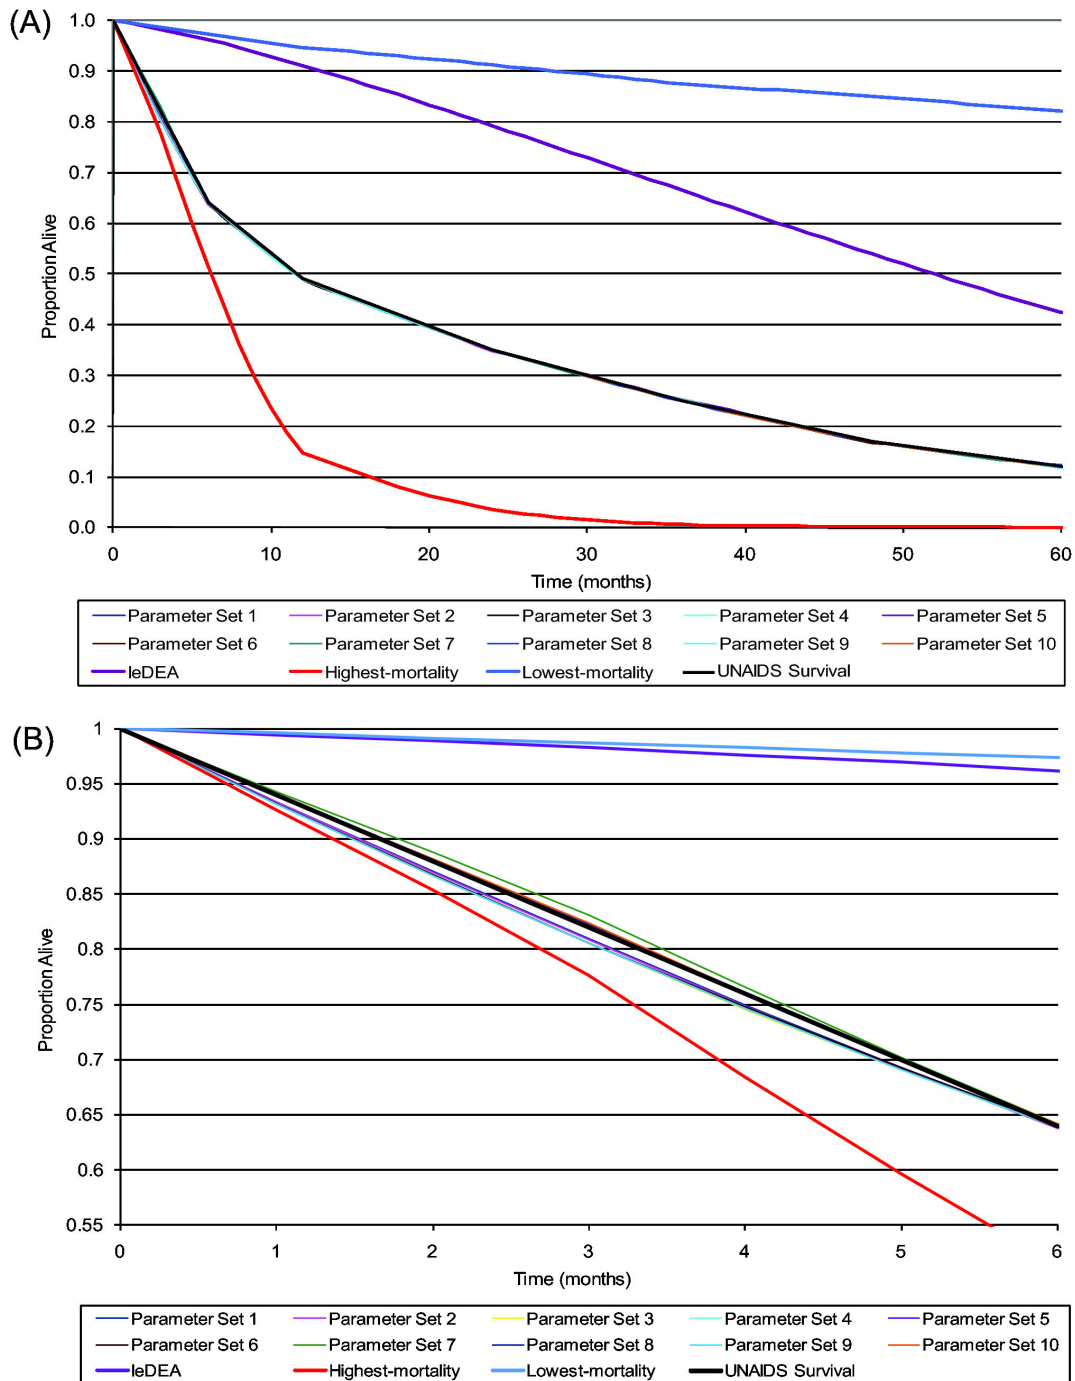 (A)
1.0
0.9
0.8
0.7
0.6
0.5
0.4
0.3
0.2
0.1
0.0
Proportion Alive
0 10 20 30 40 50 60
Time (months)
Parameter Set 1 Parameter Set 2 Parameter Set 3 Parameter Set 4 Parameter Set 5
Parameter Set 6 Parameter Set 7 Parameter Set 8 Parameter Set 9 Parameter Set 10
IeDEA Highest-mortality Lowest-mortality UNAIDS Survival
(B)
1
0.95
0.9
0.85
0.8
0.75
0.7
0.65
0.6
0.55
Proportion Alive
0 1 2 3 4 5 6
Time (months)
Parameter Set 1 Parameter Set 2 Parameter Set 3 Parameter Set 4 Parameter Set 5
Parameter Set 6 Parameter Set 7 Parameter Set 8 Parameter Set 9 Parameter Set 10
IeDEA Highest-mortality Lowest-mortality UNAIDS Survival